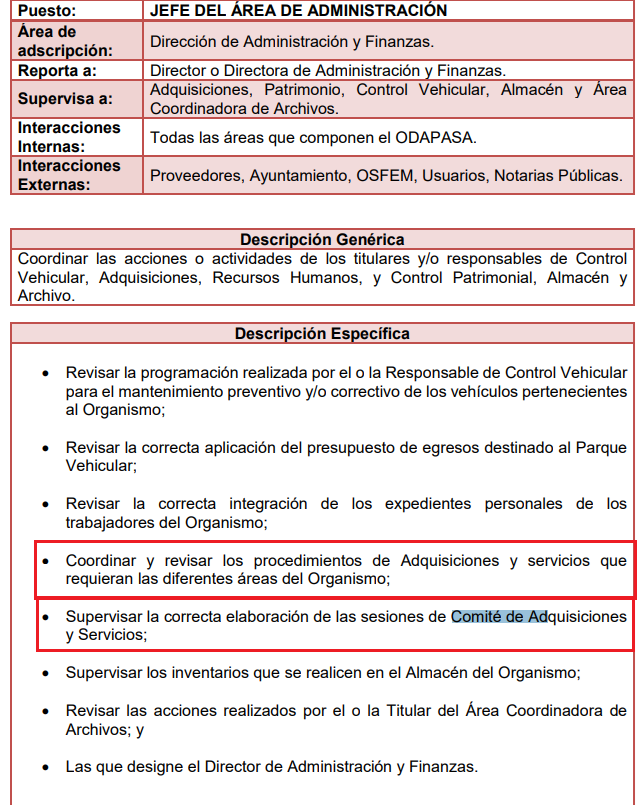 Puesto: JEFE DEL ÁREA DE ADMINISTRACIÓN
Área de
adscripción: Dirección de Administración y Finanzas.
Reporta a: Director o Directora de Administración y Finanzas.
Supervisa a: Adquisiciones, Patrimonio, Control Vehicular, Almacén y Área
Coordinadora de Archivos.
Interacciones
Internas: Todas las áreas que componen el ODAPASA.
Interacciones
Externas: Proveedores, Ayuntamiento, OSFEM, Usuarios, Notarias Públicas.
Descripción Genérica
Coordinar las acciones o actividades de los titulares y/o responsables de Control
Vehicular, Adquisiciones, Recursos Humanos, y Control Patrimonial, Almacén y
Archivo.
Descripción Específica
• Revisar la programación realizada por el o la Responsable de Control Vehicular
para el mantenimiento preventivo y/o correctivo de los vehículos pertenecientes
al Organismo;
• Revisar la correcta aplicación del presupuesto de egresos destinado al Parque
Vehicular;
• Revisar la correcta integración de los expedientes personales de los
trabajadores del Organismo;
• Coordinar y revisar los procedimientos de Adquisiciones y servicios que
requieran las diferentes áreas del Organismo;
• Supervisar la correcta elaboración de las sesiones de Comité de Adquisiciones
y Servicios;
• Supervisar los inventarios que se realicen en el Almacén del Organismo;
• Revisar las acciones realizados por el o la Titular del Área Coordinadora de
Archivos; y
• Las que designe el Director de Administración y Finanzas.